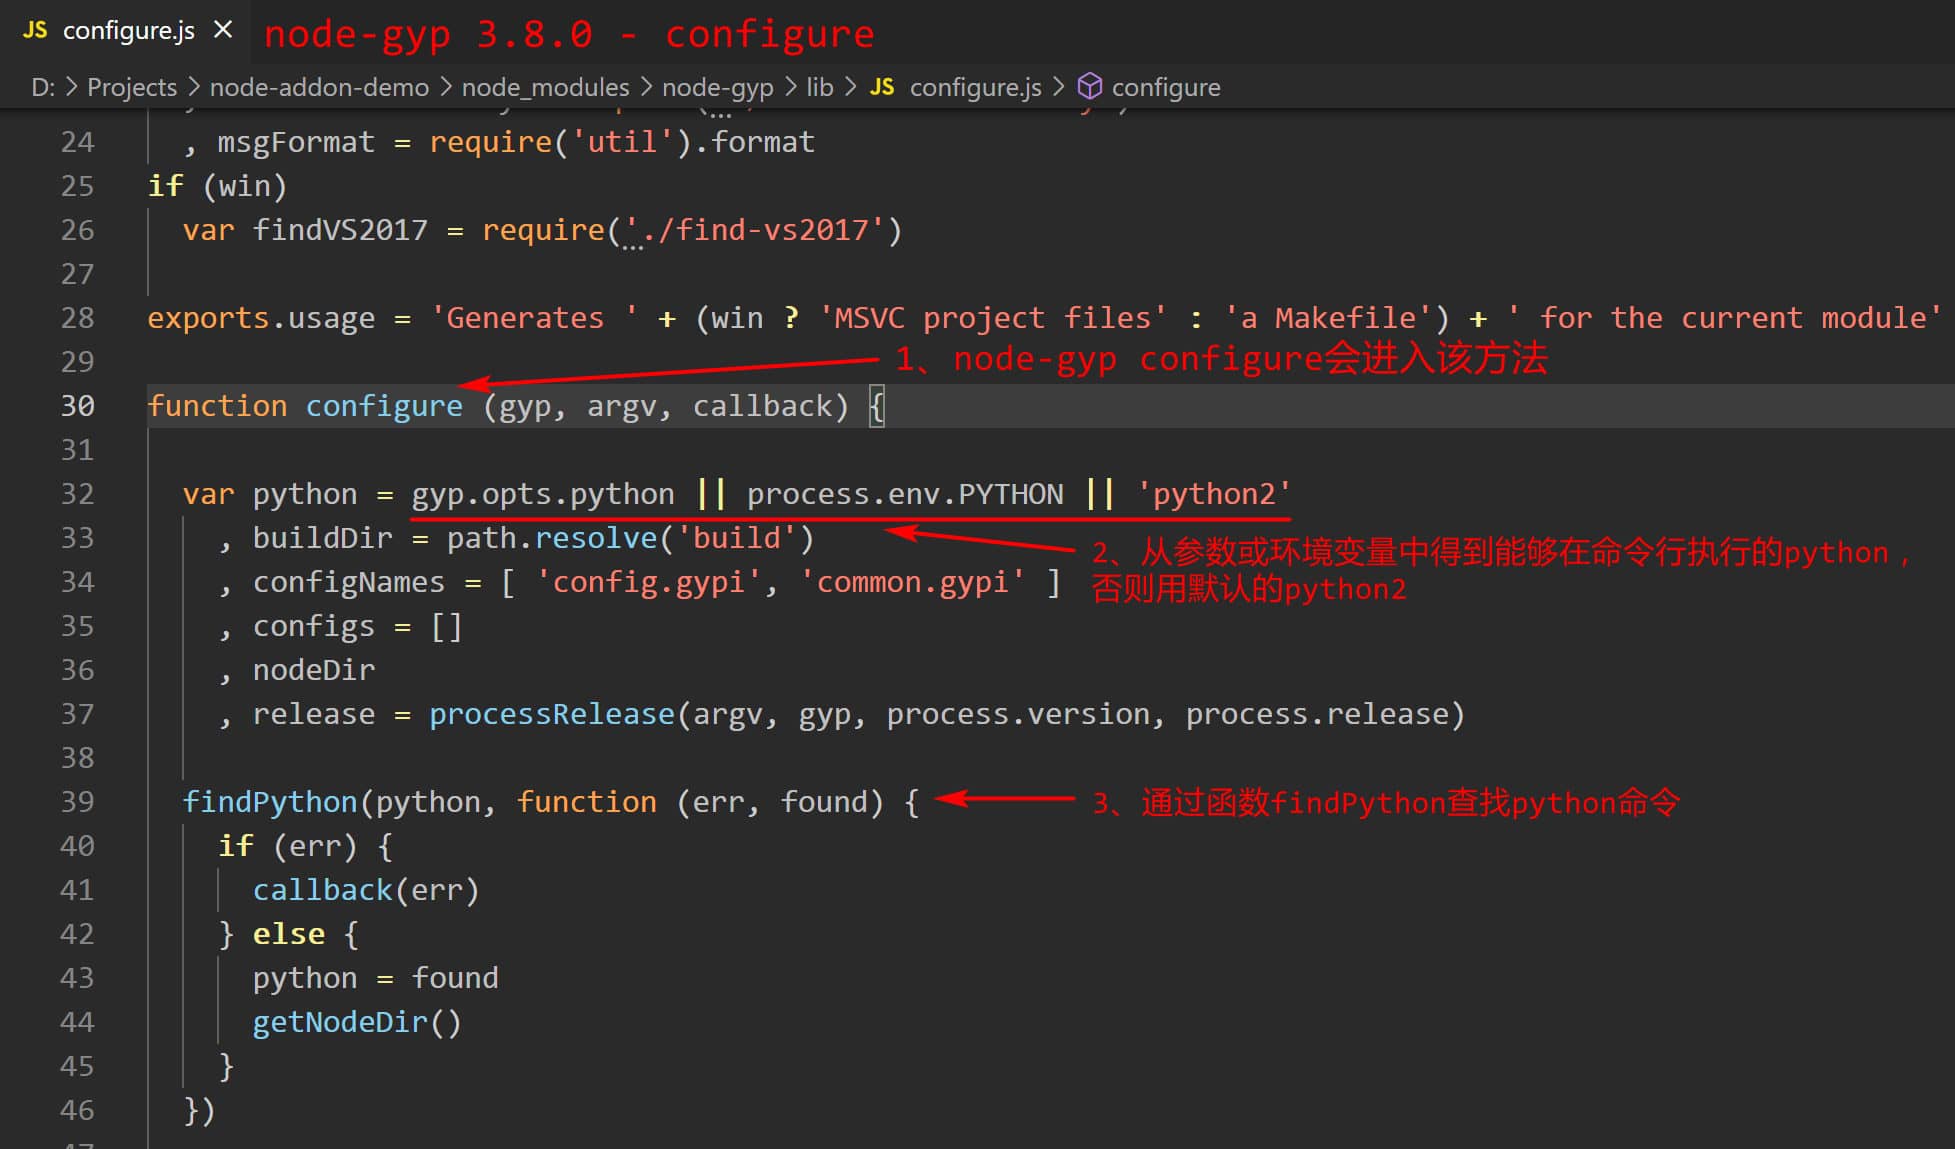 JS configure.js × node-gyp 3.8.0 - configure
D: > Projects > node-addon-demo > node_modules > node-gyp > lib > JS configure.js > configure
24 , msgFormat = require('util').format
25 if (win)
26 var findVS2017 = require('./find-vs2017')
27
28 exports.usage = 'Generates ' + (win ? 'MSVC project files' : 'a Makefile') + ' for the current module'
29 1、node-gyp configure会进入该方法
30 function configure (gyp, argv, callback) {
31
32 var python = gyp.opts.python || process.env.PYTHON || 'python2'
33 , buildDir = path.resolve('build')
2、从参数或环境变量中得到能够在命令行执行的python，
34 , configNames = [ 'config.gypi', 'common.gypi' ]
否则用默认的python2
35 , configs = []
36 , nodeDir
37 , release = processRelease(argv, gyp, process.version, process.release)
38
39 findPython(python, function (err, found) { 3、通过函数findPython查找python命令
40 if (err) {
41 callback(err)
42 } else {
43 python = found
44 getNodeDir()
45 }
46 })